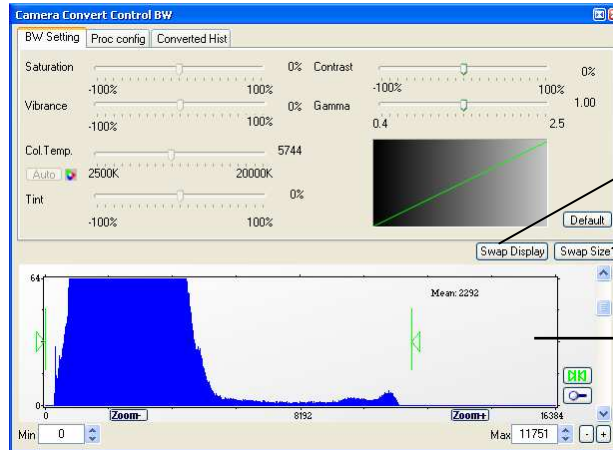 Camera Convert Control BW
BW Setting Proc config Converted Hist
Saturation 0% Contrast 0%
-100% 100% -100% 100%
Vibrance 0% Gamma 1.00
-100% 100% 0.4 2.5
Col.Temp. 5744
Auto 2500K 20000K
Tint 0%
-100% 100%
Default
Swap Display Swap Size
64
Mean: 2292
0
0 Zoom- 8192 Zoom+ 16384
Min 0 Max 11751 - +